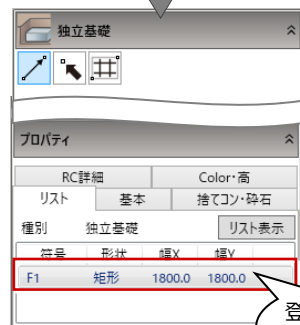 独立基礎
プロパティ
RC詳細 Color・高
リスト 基本 捨てコン・砕石
種別 独立基礎 リスト表示
符号 形状 幅X 幅Y
F1 矩形 1800.0 1800.0
登